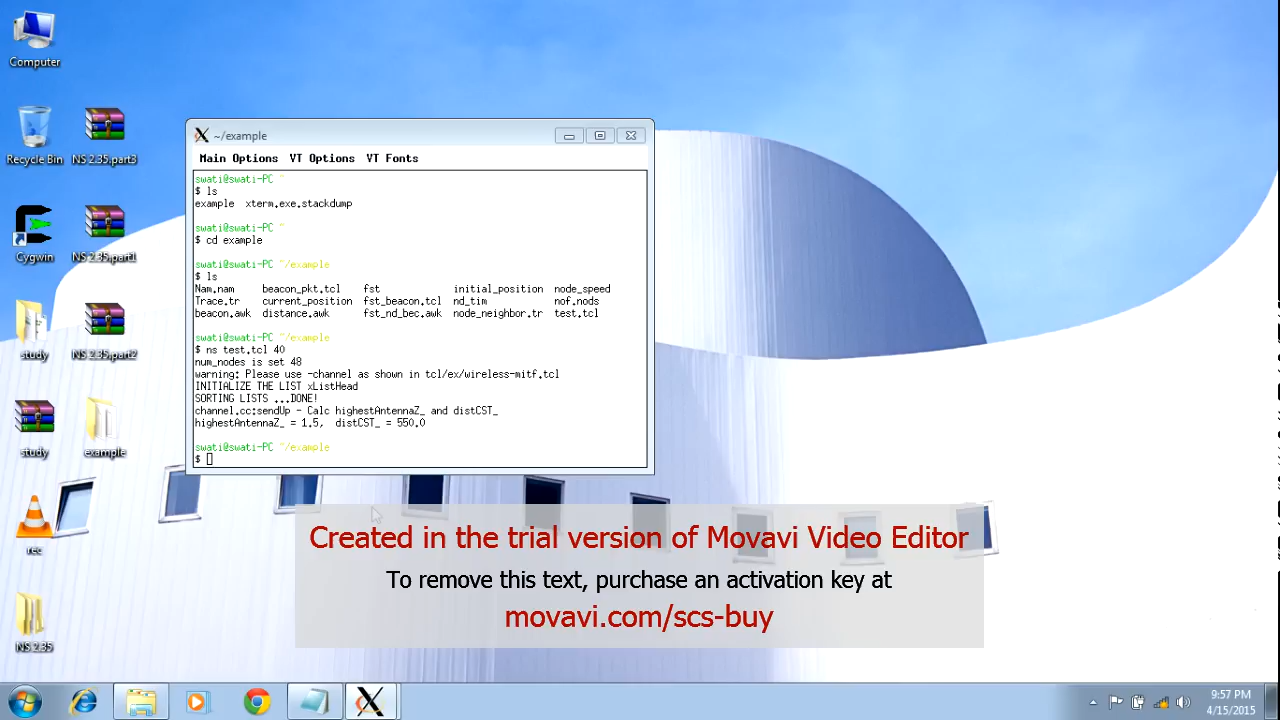 Computer
Recycle Bin
NS 2.35.part3
Cygwin
NS 2.35.part1
study
NS 2.35.part2
study
example
rec
NS 2.35
~/example
Main Options VT Options VT Fonts
swati@swati-PC ~
$ ls
example xterm.exe.stackdump
swati@swati-PC ~
$ cd example
swati@swati-PC ~/example
$ ls
Nam.nam beacon_pkt.tcl fst initial_position node_speed
Trace.tr current_position fst_beacon.tcl nd_tim nof.nods
beacon.awk distance.awk fst_nd_bec.awk node_neighbor.tr test.tcl
swati@swati-PC ~/example
$ ns test.tcl 40
num_nodes is set 48
warning: Please use -channel as shown in tcl/ex/wireless-mitf.tcl
INITIALIZE THE LIST xListHead
SORTING LISTS ...DONE!
channel.cc:sendUp - Calc highestAntennaZ_ and distCST_
highestAntennaZ_ = 1.5, distCST_ = 550.0
swati@swati-PC ~/example
$
Created in the trial version of Movavi Video Editor
To remove this text, purchase an activation key at
movavi.com/scs-buy
9:57 PM
4/15/2015